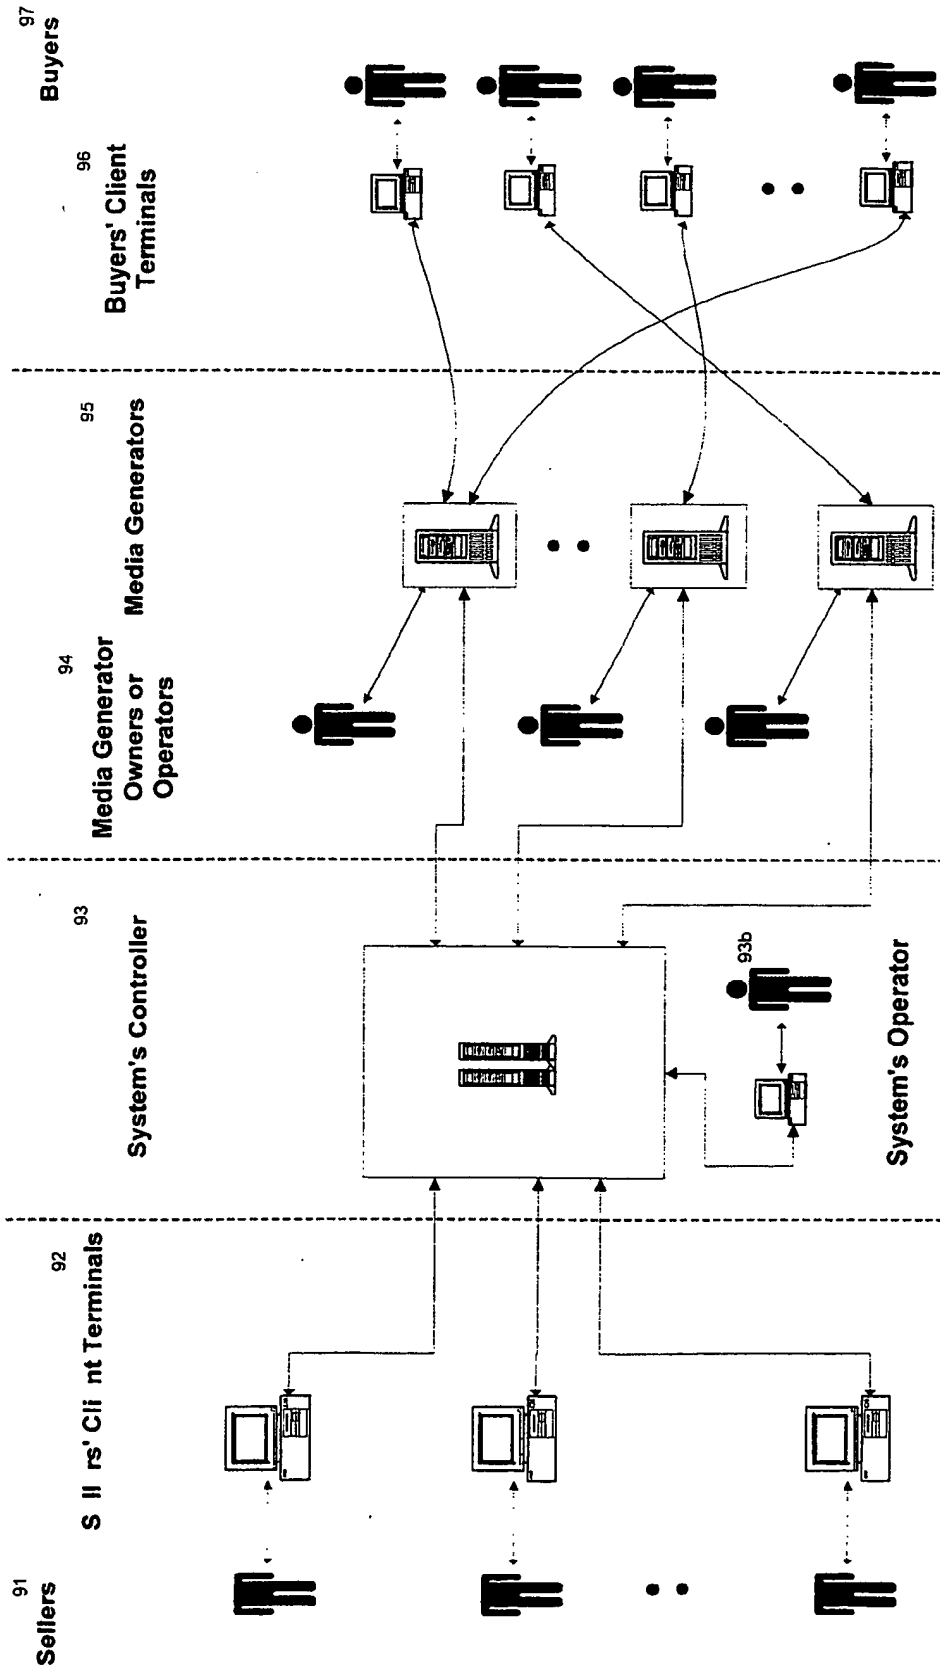 91
Sellers
92
S ll rs' Cli nt Terminals
93
System's Controller
93b
System's Operator
94
Media Generator
Owners or
Operators
95
Media Generators
96
Buyers' Client
Terminals
97
Buyers